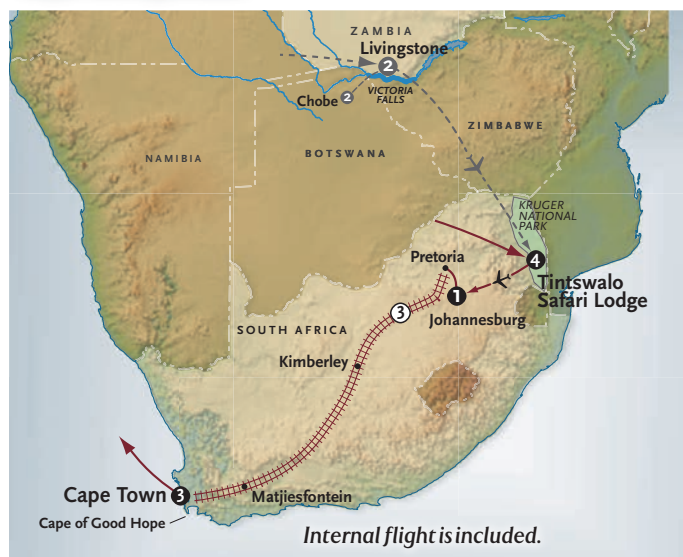 ZAMBIA
Livingstone
2
VICTORIA
FALLS
Chobe 2
ZIMBABWE
BOTSWANA
NAMIBIA
KRUGER
NATIONAL
PARK
Pretoria
4
Tintswalo
Safari Lodge
1
Johannesburg
3
SOUTH AFRICA
Kimberley
Cape Town 3
Matjiesfontein
Cape of Good Hope
Internal flight is included.